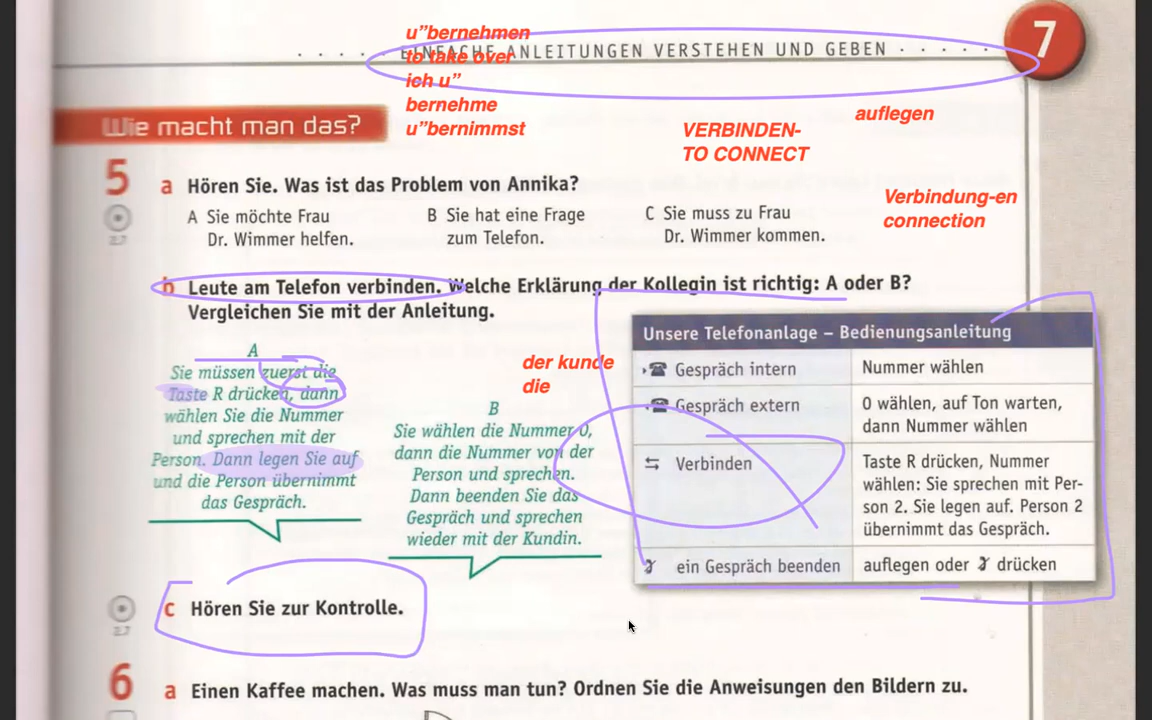 u”bernehmen
EINFACHE ANLEITUNGEN VERSTEHEN UND GEBEN
7
to take over
ich u”
bernehme
u”bernimmst
auflegen
VERBINDEN-
TO CONNECT
Verbindung-en
connection
Wie macht man das?
5
a Hören Sie. Was ist das Problem von Annika?
2.7
A Sie möchte Frau
Dr. Wimmer helfen.
B Sie hat eine Frage
zum Telefon.
C Sie muss zu Frau
Dr. Wimmer kommen.
b Leute am Telefon verbinden. Welche Erklärung der Kollegin ist richtig: A oder B?
Vergleichen Sie mit der Anleitung.
A
Sie müssen zuerst die
Taste R drücken, dann
wählen Sie die Nummer
und sprechen mit der
Person. Dann legen Sie auf
und die Person übernimmt
das Gespräch.
der kunde
die
B
Sie wählen die Nummer 0,
dann die Nummer von der
Person und sprechen.
Dann beenden Sie das
Gespräch und sprechen
wieder mit der Kundin.
Unsere Telefonanlage – Bedienungsanleitung
Gespräch intern
Nummer wählen
Gespräch extern
0 wählen, auf Ton warten,
dann Nummer wählen
Verbinden
Taste R drücken, Nummer
wählen: Sie sprechen mit Per-
son 2. Sie legen auf. Person 2
übernimmt das Gespräch.
ein Gespräch beenden
auflegen oder drücken
c Hören Sie zur Kontrolle.
2.7
6
a Einen Kaffee machen. Was muss man tun? Ordnen Sie die Anweisungen den Bildern zu.